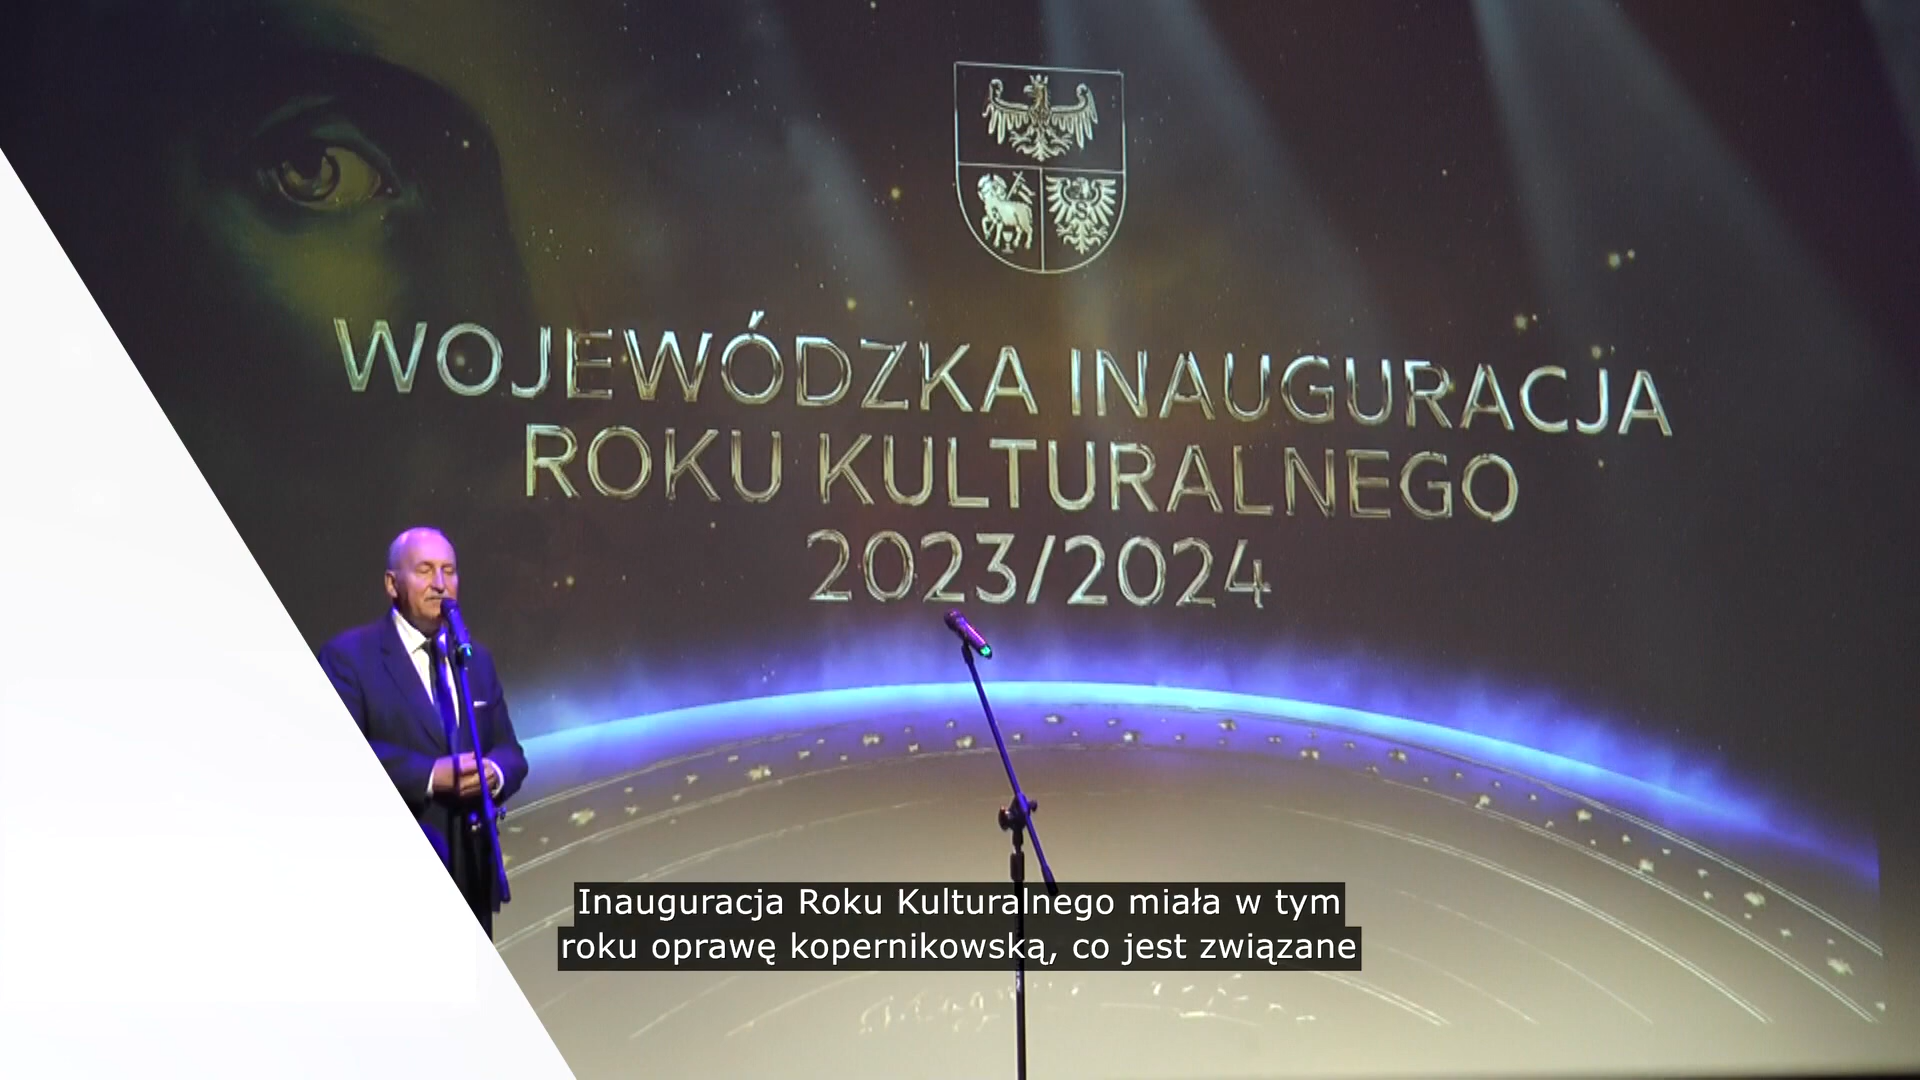 WOJEWÓDZKA INAUGURACJA
ROKU KULTURALNEGO
2023/2024
Inauguracja Roku Kulturalnego miała w tym
roku oprawę kopernikowską, co jest związane